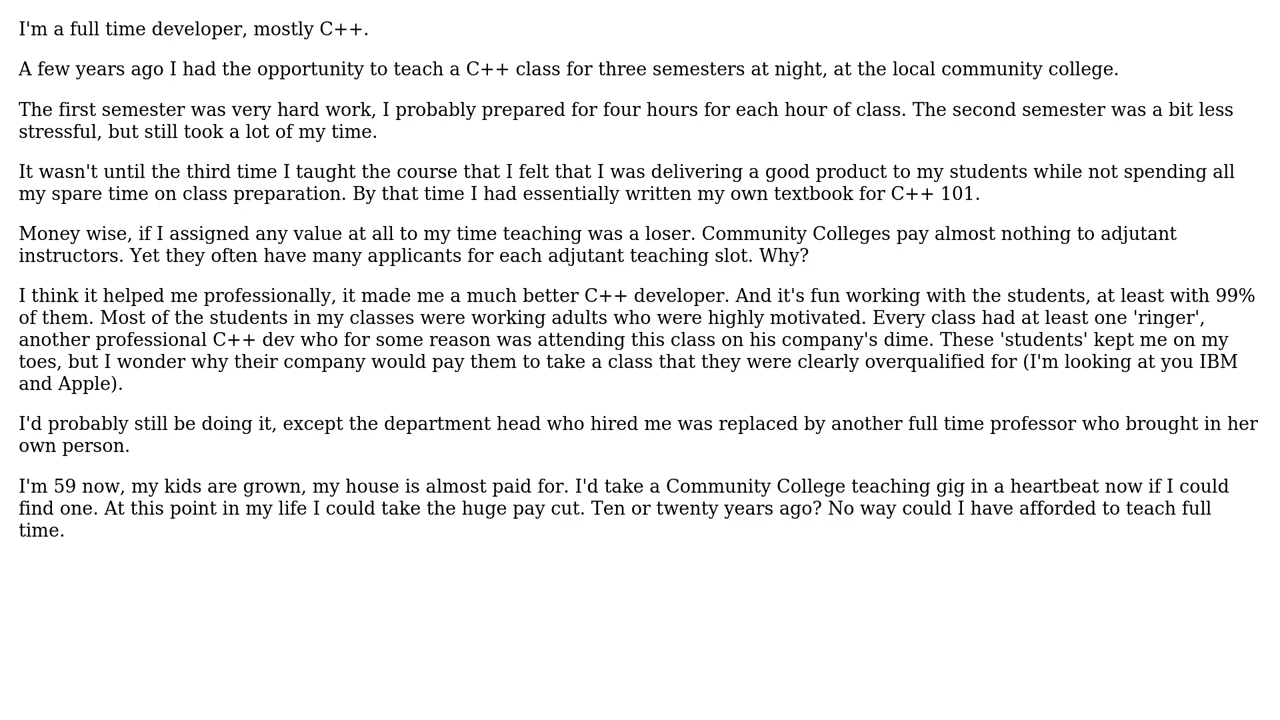 I'm a full time developer, mostly C++.
A few years ago I had the opportunity to teach a C++ class for three semesters at night, at the local community college.
The first semester was very hard work, I probably prepared for four hours for each hour of class. The second semester was a bit less
stressful, but still took a lot of my time.
It wasn't until the third time I taught the course that I felt that I was delivering a good product to my students while not spending all
my spare time on class preparation. By that time I had essentially written my own textbook for C++ 101.
Money wise, if I assigned any value at all to my time teaching was a loser. Community Colleges pay almost nothing to adjutant
instructors. Yet they often have many applicants for each adjutant teaching slot. Why?
I think it helped me professionally, it made me a much better C++ developer. And it's fun working with the students, at least with 99%
of them. Most of the students in my classes were working adults who were highly motivated. Every class had at least one 'ringer',
another professional C++ dev who for some reason was attending this class on his company's dime. These 'students' kept me on my
toes, but I wonder why their company would pay them to take a class that they were clearly overqualified for (I'm looking at you IBM
and Apple).
I'd probably still be doing it, except the department head who hired me was replaced by another full time professor who brought in her
own person.
I'm 59 now, my kids are grown, my house is almost paid for. I'd take a Community College teaching gig in a heartbeat now if I could
find one. At this point in my life I could take the huge pay cut. Ten or twenty years ago? No way could I have afforded to teach full
time.